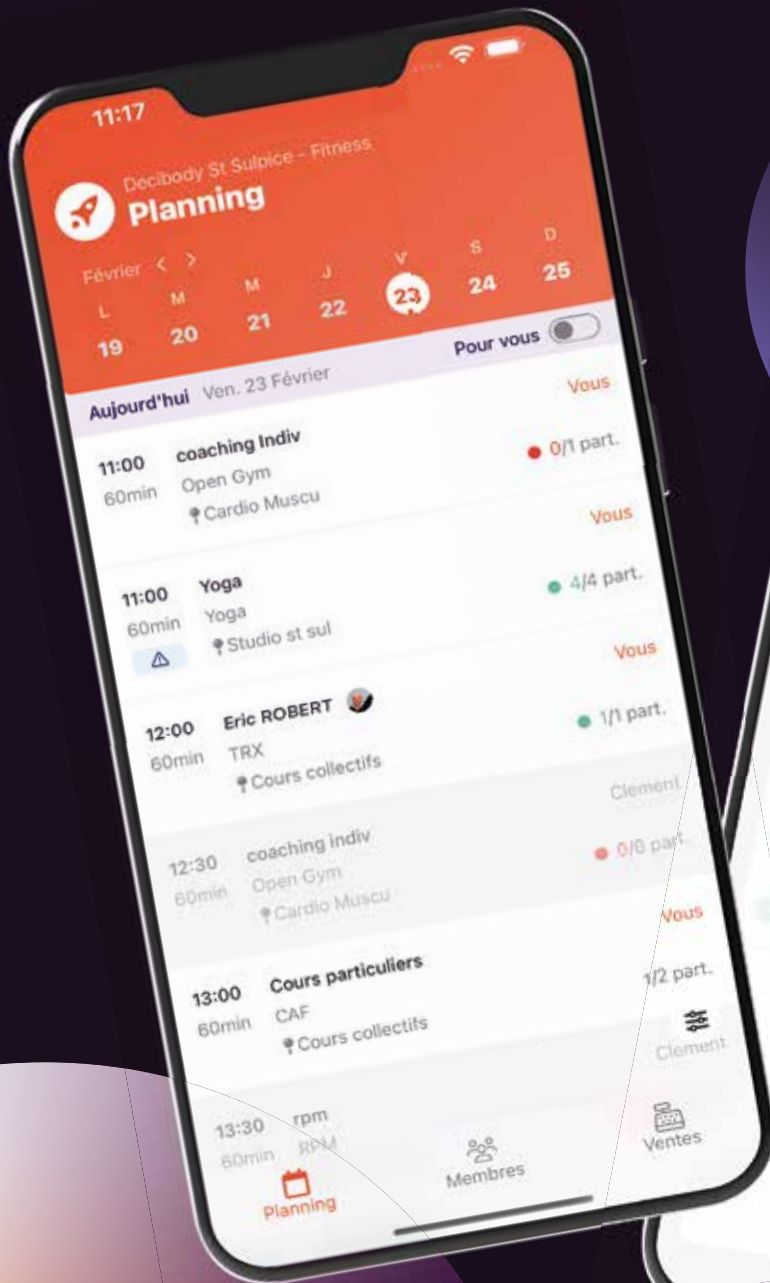 11:17
Decibody St Sulpice - Fitness
Planning
Février < >
L M M J V S D
19 20 21 22 23 24 25
Aujourd'hui Ven. 23 Février Pour vous
11:00 coaching Indiv Vous
60min Open Gym 0/1 part.
Cardio Muscu
11:00 Yoga Vous
60min Yoga 4/4 part.
Studio st sul
12:00 Eric ROBERT Vous
60min TRX 1/1 part.
Cours collectifs
12:30 coaching indiv Clement
60min Open Gym 0/6 part.
Cardio Muscu
13:00 Cours particuliers Vous
60min CAF 1/2 part.
Cours collectifs
13:30 rpm Clement
60min RPM
Planning Membres Ventes